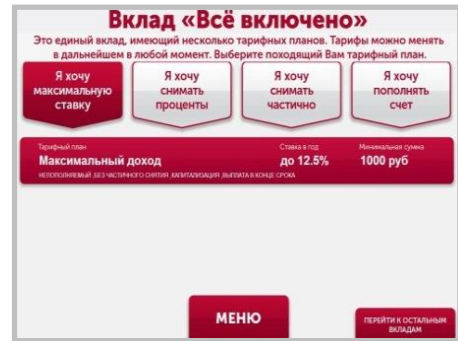 Вклад «Всё включено»
Это единый вклад, имеющий несколько тарифных планов. Тарифы можно менять
в дальнейшем в любой момент. Выберите походящий Вам тарифный план.
Я хочу
максимальную
ставку
Я хочу
снимать
проценты
Я хочу
снимать
частично
Я хочу
пополнять
счет
Тарифный план
Ставка в год
Минимальная сумма
Максимальный доход
до 12.5%
1000 руб
НЕПОПОЛНЯЕМЫЙ ,БЕЗ ЧАСТИЧНОГО СНЯТИЯ ,КАПИТАЛИЗАЦИЯ ,ВЫПЛАТА В КОНЦЕ СРОКА
МЕНЮ
ПЕРЕЙТИ К ОСТАЛЬНЫМ
ВКЛАДАМ